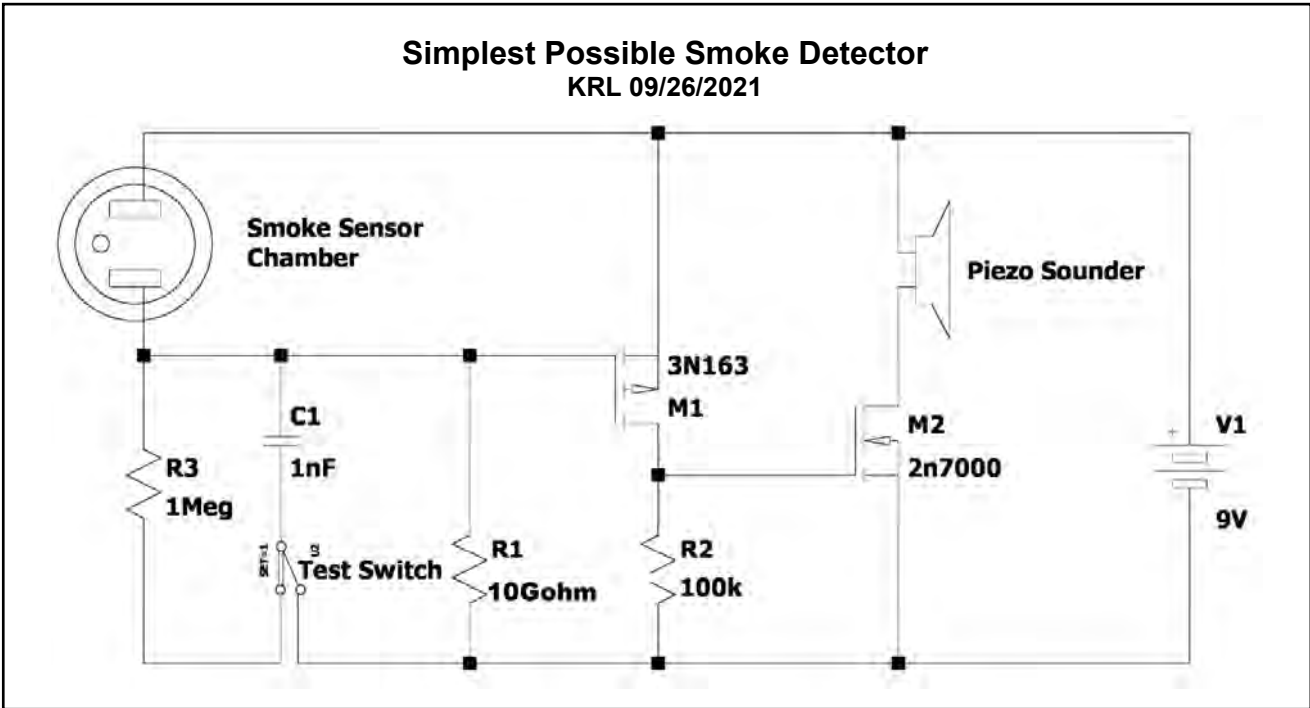 Simplest Possible Smoke Detector
KRL 09/26/2021
Smoke Sensor
Chamber
Piezo Sounder
3N163
M1
C1
1nF
M2
2n7000
+
V1
9V
R3
1Meg
Test Switch
R1
10Gohm
R2
100k